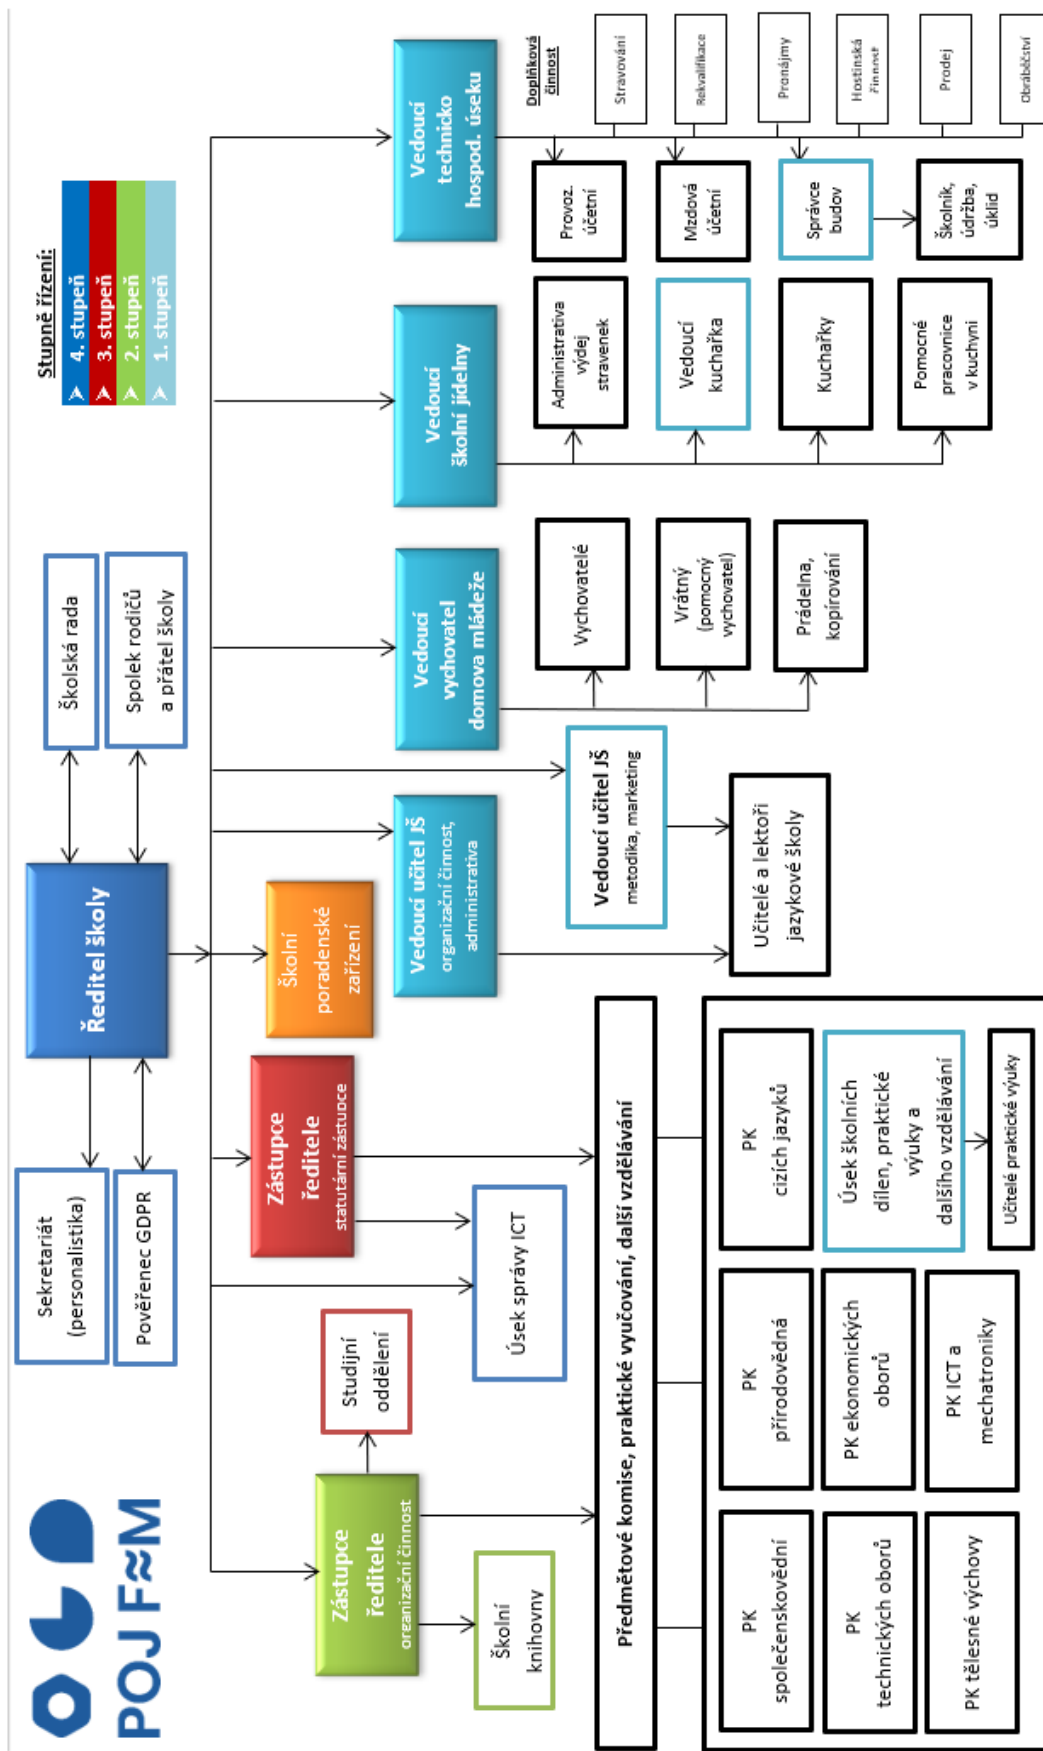 POJ F≈M
Stupně řízení:
4. stupeň
3. stupeň
2. stupeň
1. stupeň
Sekretariát
(personalistika)
Pověřenec GDPR
Ředitel školy
Školská rada
Spolek rodičů
a přátel školy
Zástupce
ředitele
organizační činnost
Studijní
oddělení
Školní
knihovny
Zástupce
ředitele
statutární zástupce
Úsek správy ICT
Školní
poradenské
zařízení
Vedoucí učitel JŠ
organizační činnost,
administrativa
Vedoucí učitel JŠ
metodika, marketing
Učitelé a lektoři
jazykové školy
Vedoucí
vychovatel
domova mládeže
Vychovatelé
Vrátný
(pomocný
vychovatel)
Prádelna,
kopírování
Vedoucí
školní jídelny
Administrativa
výdej
stravenek
Vedoucí
kuchařka
Kuchařky
Pomocné
pracovnice
v kuchyni
Vedoucí
technicko
hospod. úseku
Provoz.
účetní
Mzdová
účetní
Správce
budov
Školník,
údržba,
úklid
Doplňková
činnost
Stravování
Rekvalifikace
Pronájmy
Hostinská
činnost
Prodej
Obráběčství
Předmětové komise, praktické vyučování, další vzdělávání
PK
společenskovědní
PK
přírodovědná
PK
cizích jazyků
PK
technických oborů
PK ekonomických
oborů
Úsek školních
dílen, praktické
výuky a
dalšího vzdělávání
PK tělesné výchovy
PK ICT a
mechatroniky
Učitelé praktické výuky